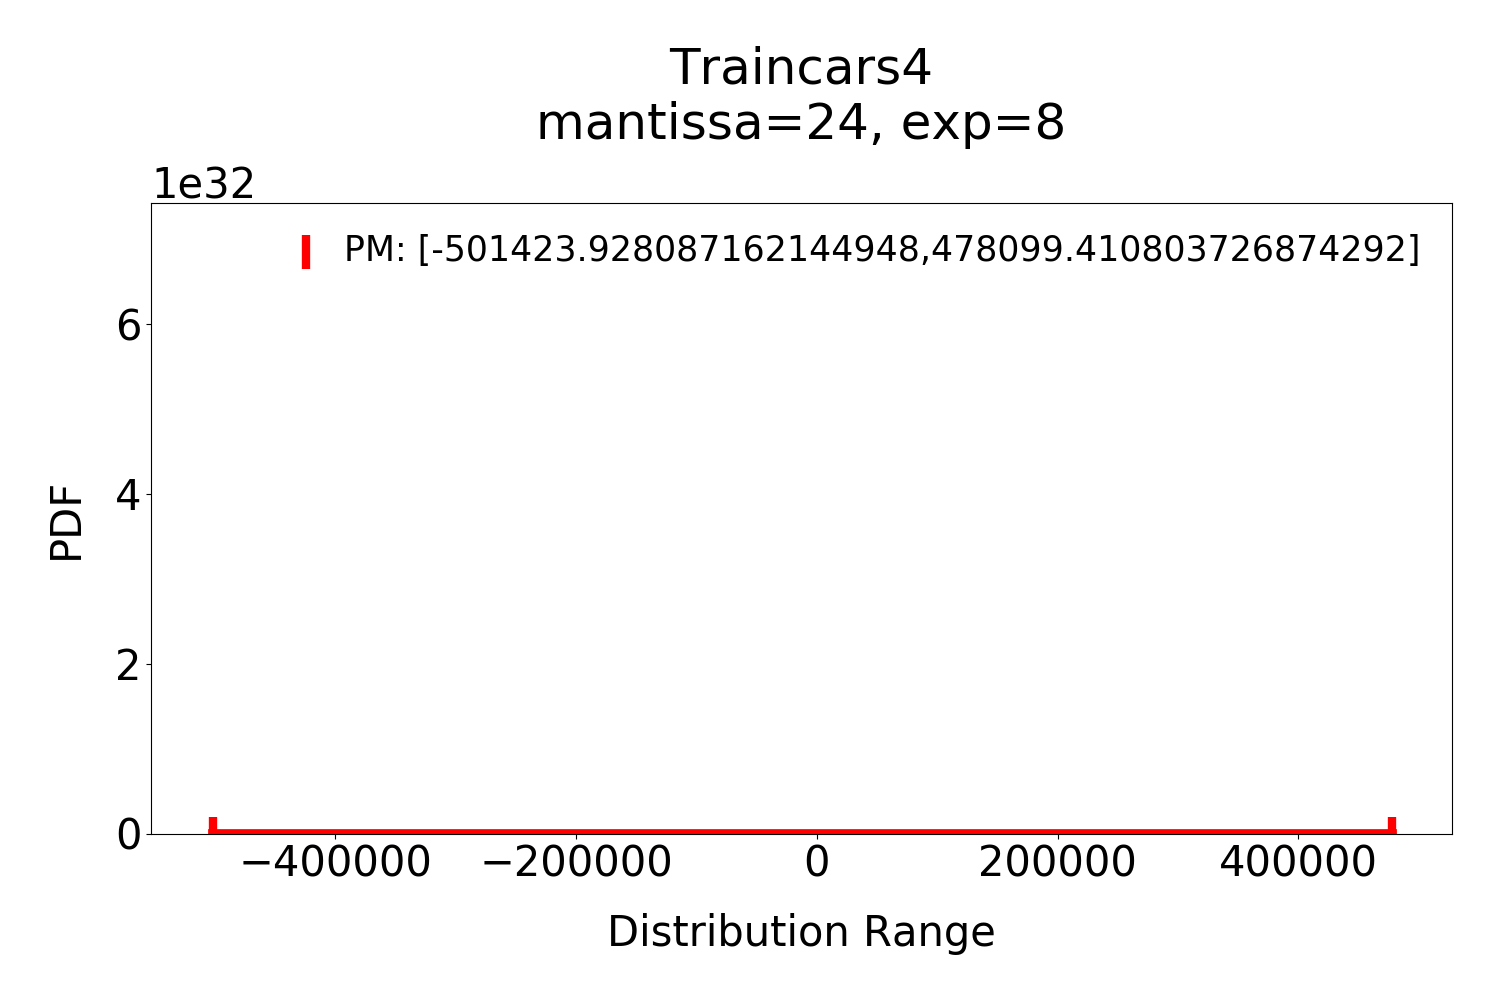 Traincars4
mantissa=24, exp=8
1e32
PM: [-501423.928087162144948,478099.410803726874292]
6
4
2
0
PDF
−400000 −200000 0 200000 400000
Distribution Range